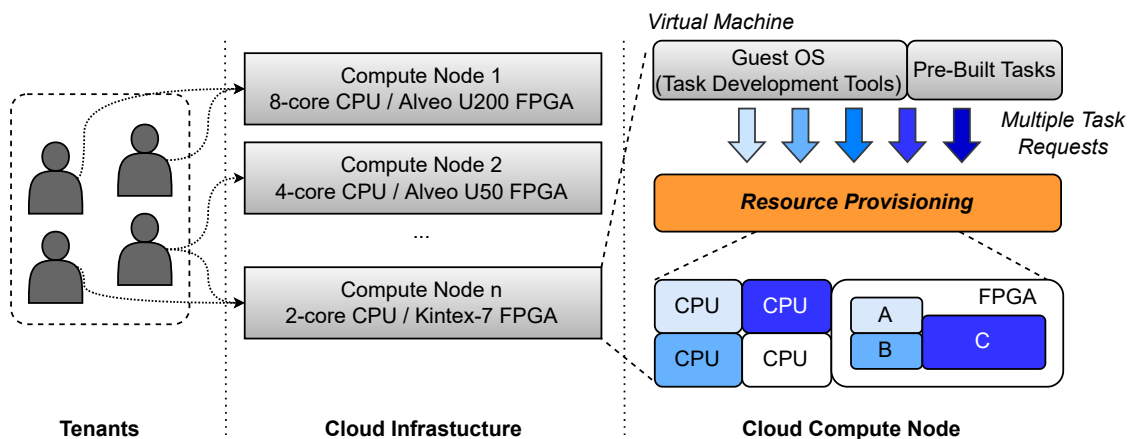 Compute Node 1
8-core CPU / Alveo U200 FPGA
Compute Node 2
4-core CPU / Alveo U50 FPGA
...
Compute Node n
2-core CPU / Kintex-7 FPGA
Virtual Machine
Guest OS
(Task Development Tools)
Pre-Built Tasks
Multiple Task
Requests
Resource Provisioning
CPU
CPU
CPU
CPU
FPGA
A
B
C
Tenants
Cloud Infrastucture
Cloud Compute Node